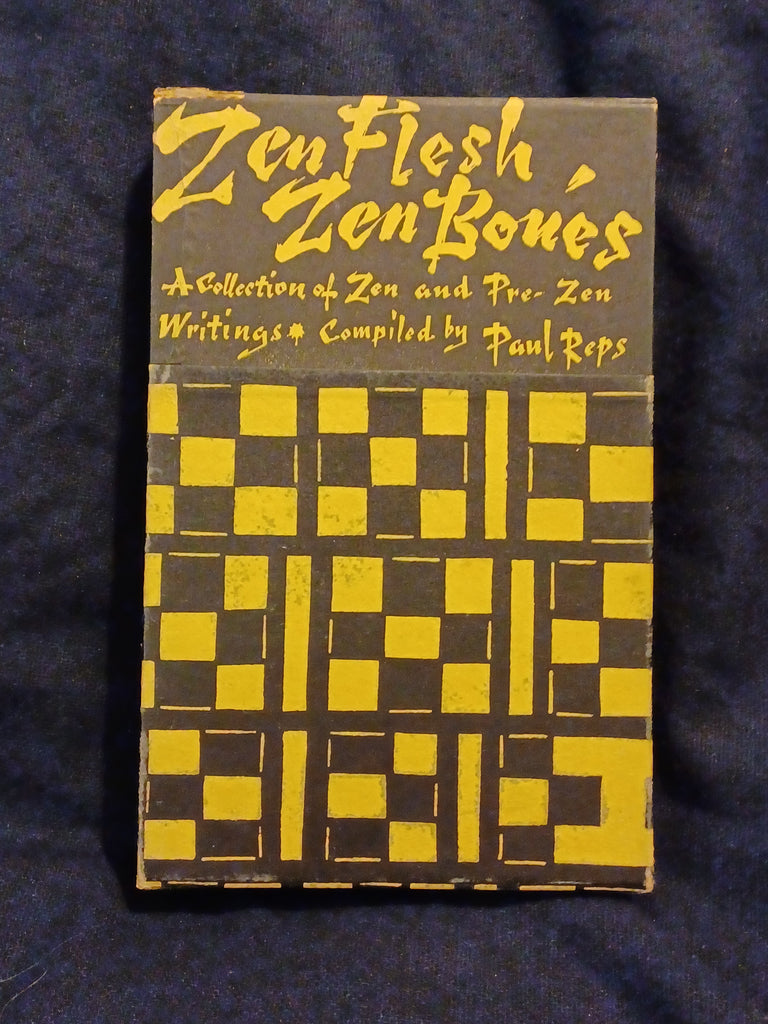 Zen Flesh,
Zen Bones
A Collection of Zen and Pre-Zen
Writings * Compiled by Paul Reps